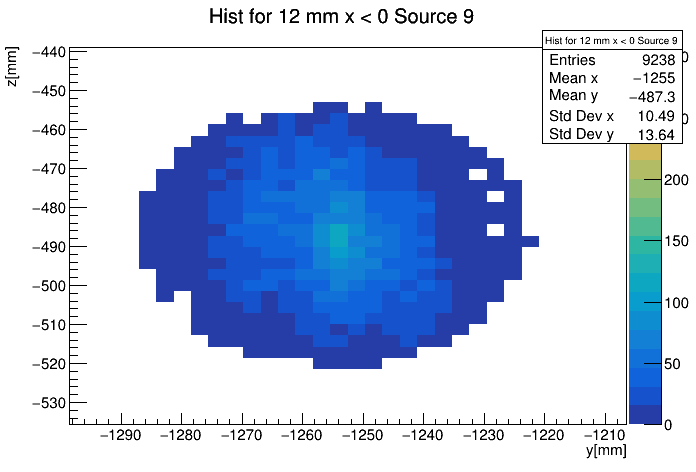 Hist for 12 mm x < 0 Source 9
z[mm]
−440
−450
−460
−470
−480
−490
−500
−510
−520
−530
−1290
−1280
−1270
−1260
−1250
−1240
−1230
−1220
−1210
y[mm]
Hist for 12 mm x < 0 Source 9
Entries 9238
Mean x −1255
Mean y −487.3
Std Dev x 10.49
Std Dev y 13.64
200
150
100
50
0